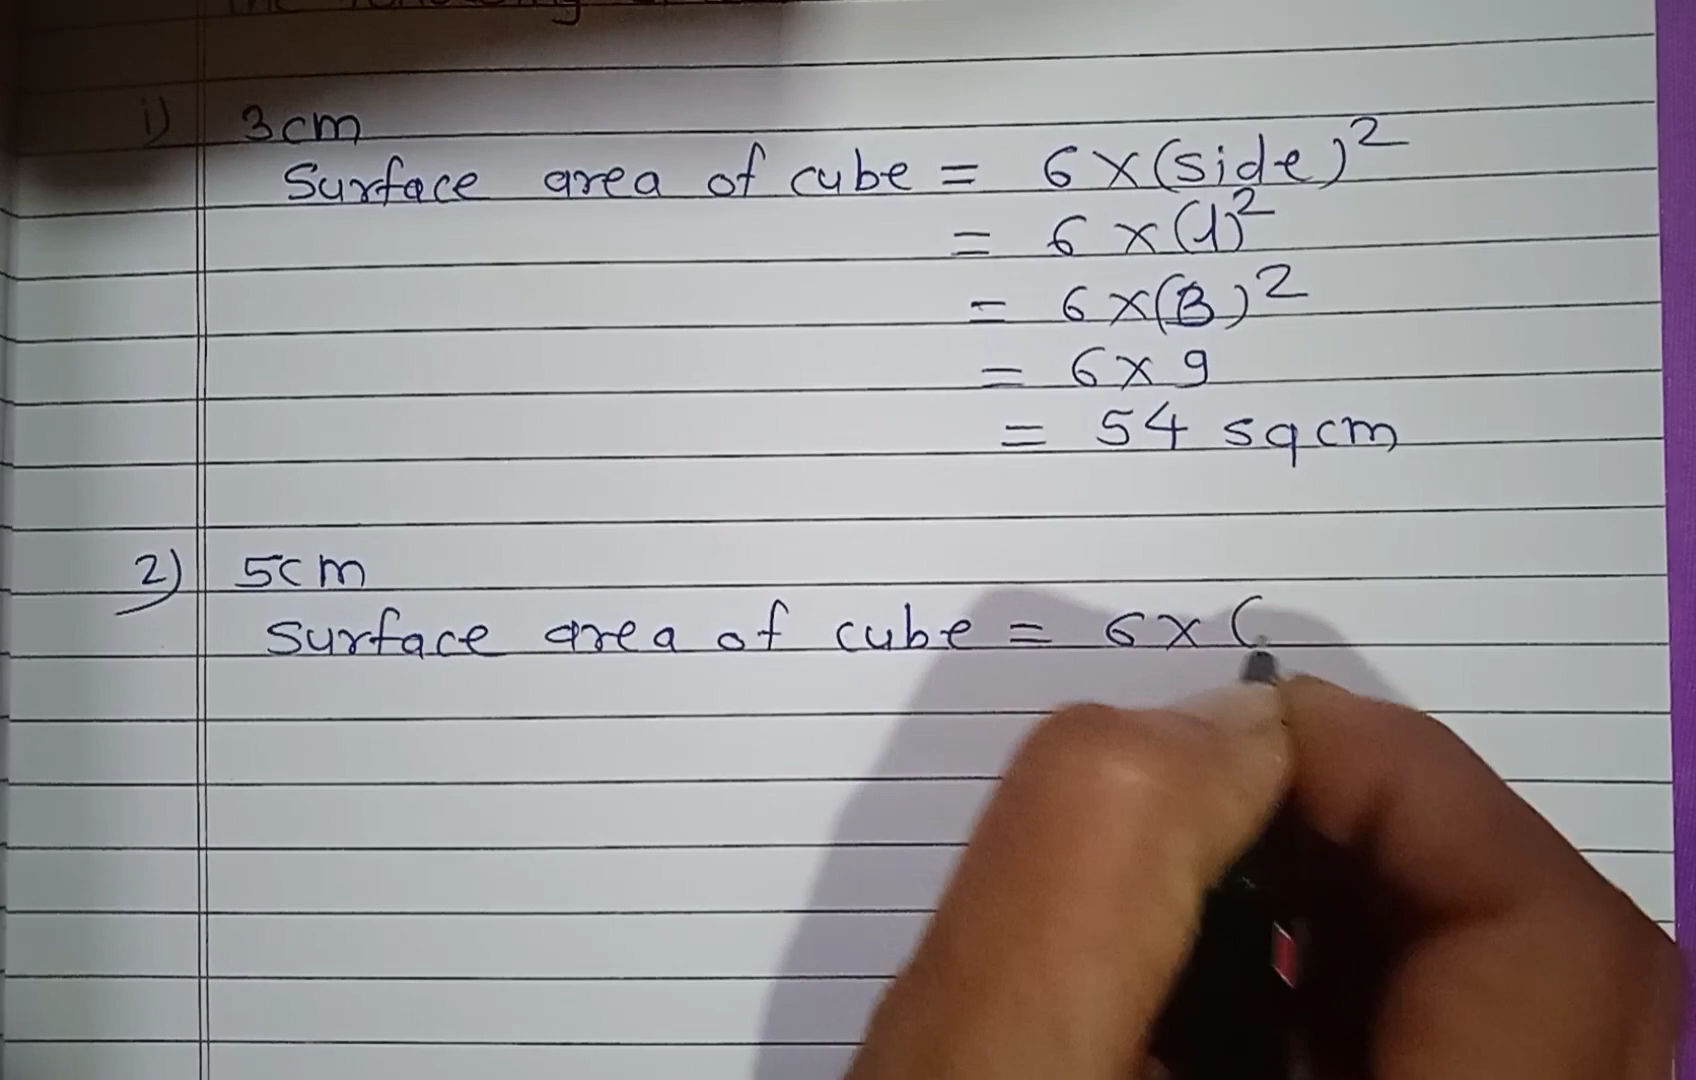 1) 3cm
Surface area of cube = 6×(side)²
= 6×(l)²
= 6×(3)²
= 6×9
= 54 sqcm
2) 5cm
Surface area of cube = 6×(